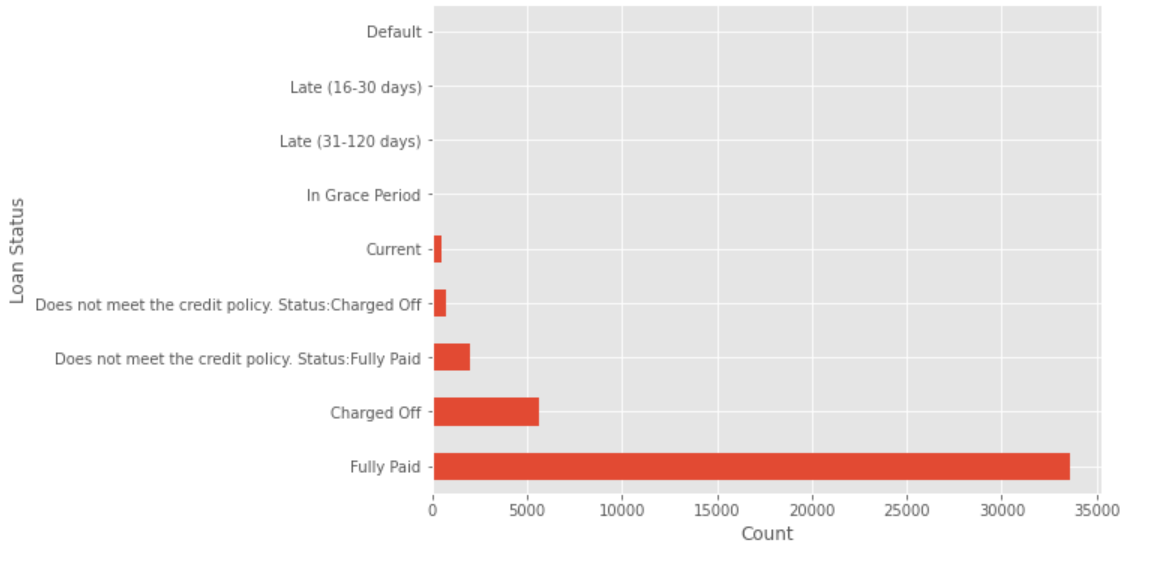 Default
Late (16-30 days)
Late (31-120 days)
In Grace Period
Current
Does not meet the credit policy. Status:Charged Off
Does not meet the credit policy. Status:Fully Paid
Charged Off
Fully Paid
Loan Status
0 5000 10000 15000 20000 25000 30000 35000
Count